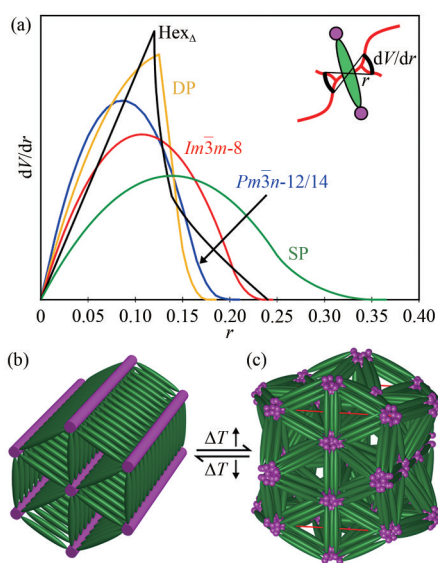 (a)
Hex_Δ
DP
Im3̅m-8
Pm3̅n-12/14
SP
dV/dr
r
dV/dr
0 0.05 0.10 0.15 0.20 0.25 0.30 0.35 0.40
r
(b)
(c)
ΔT↑
ΔT↓